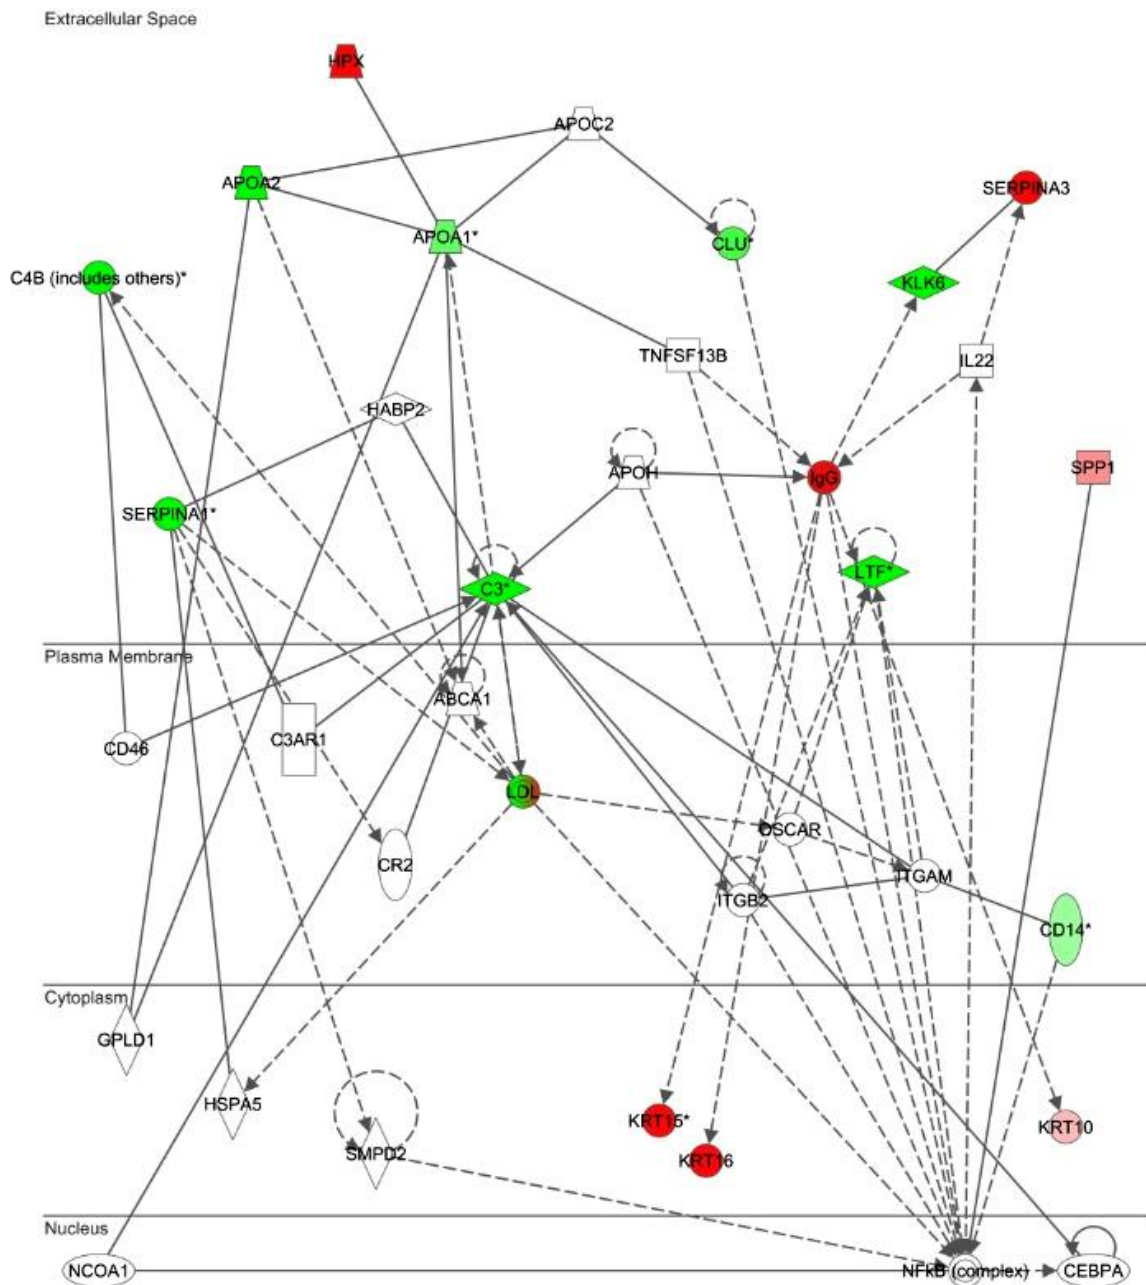 Extracellular Space
HPX
APOC2
APOA2
SERPINA3
APOA1*
CLU*
C4B (includes others)*
KLK6
TNFSF13B
IL22
HABP2
APOH
IgG
SPP1
SERPINA1*
LTF*
C3*
Plasma Membrane
ABCA1
CD46
C3AR1
LDL
OSCAR
CR2
ITGAM
ITGB2
CD14*
Cytoplasm
GPLD1
HSPA5
KRT15*
KRT10
SMPD2
KRT16
Nucleus
NCOA1
NFkB (complex)
CEBPA